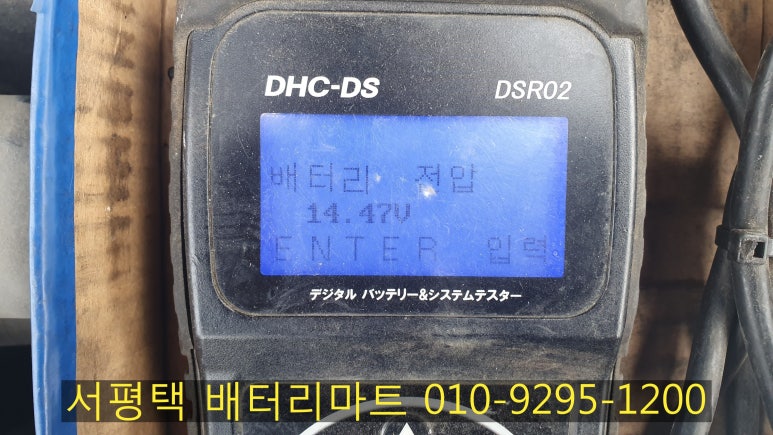 DHC-DS DSR02
배터리 전압
14.47V
ENTER 입력
デジタル バッテリー&システムテスター
서평택 배터리마트 010-9295-1200